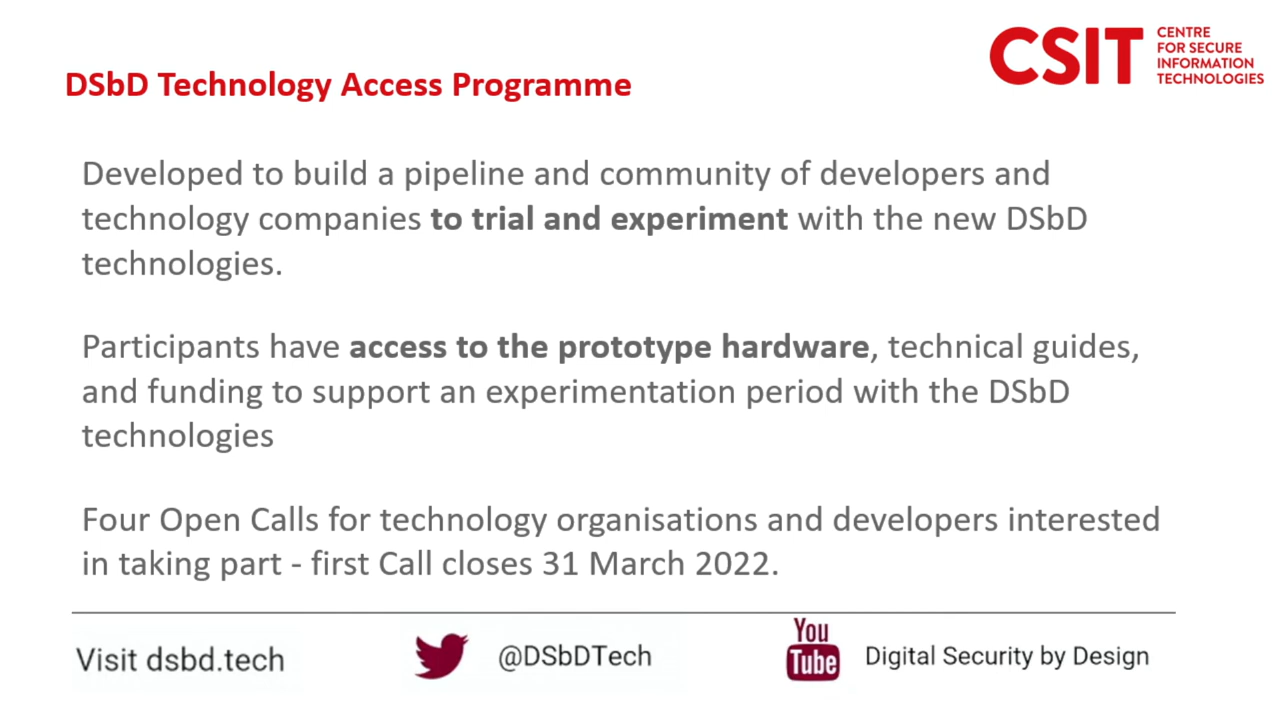 CSIT
CENTRE
FOR SECURE
INFORMATION
TECHNOLOGIES
DSbD Technology Access Programme
Developed to build a pipeline and community of developers and
technology companies to trial and experiment with the new DSbD
technologies.
Participants have access to the prototype hardware, technical guides,
and funding to support an experimentation period with the DSbD
technologies
Four Open Calls for technology organisations and developers interested
in taking part - first Call closes 31 March 2022.
Visit dsbd.tech
@DSbDTech
You
Tube
Digital Security by Design